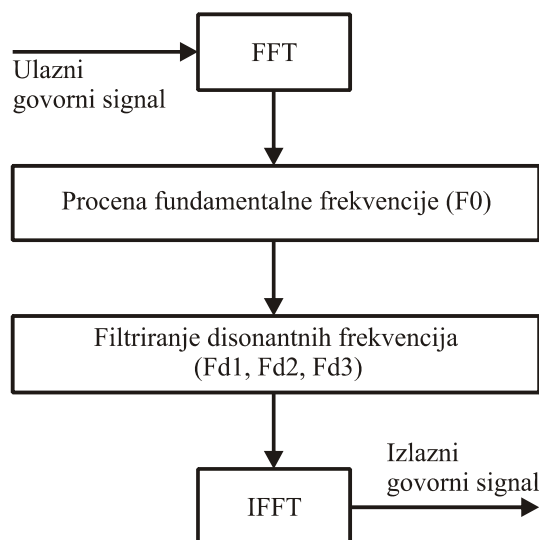 FFT
Ulazni
govorni signal
Procena fundamentalne frekvencije (F0)
Filtriranje disonantnih frekvencija
(Fd1, Fd2, Fd3)
Izlazni
govorni signal
IFFT